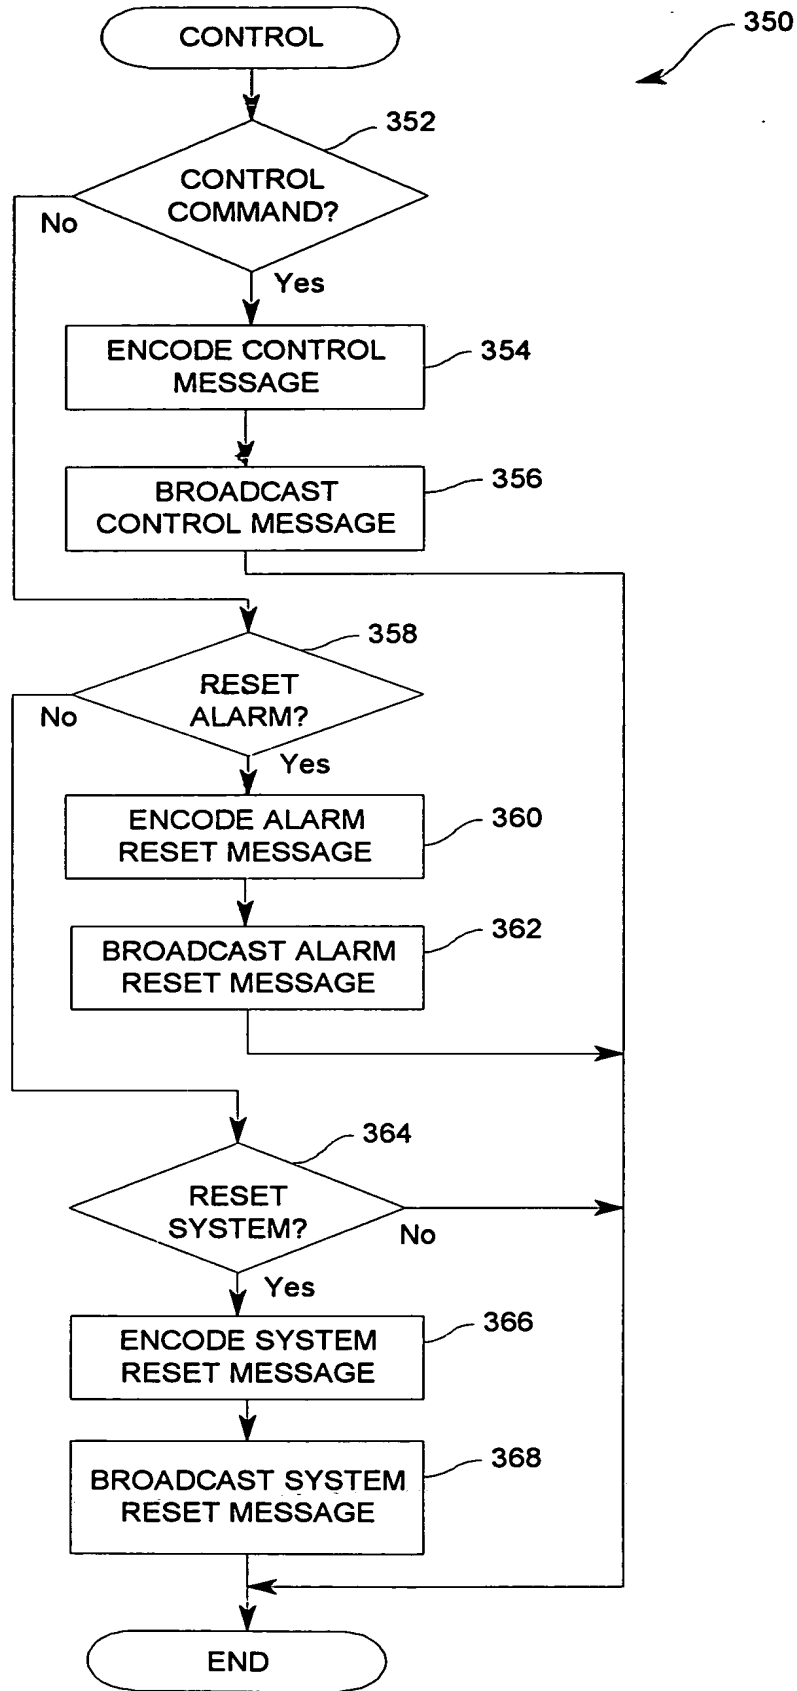 CONTROL
350
352
CONTROL
COMMAND?
No
Yes
ENCODE CONTROL
MESSAGE
354
BROADCAST
CONTROL MESSAGE
356
358
RESET
ALARM?
No
Yes
ENCODE ALARM
RESET MESSAGE
360
BROADCAST ALARM
RESET MESSAGE
362
364
RESET
SYSTEM?
No
Yes
ENCODE SYSTEM
RESET MESSAGE
366
BROADCAST SYSTEM
RESET MESSAGE
368
END